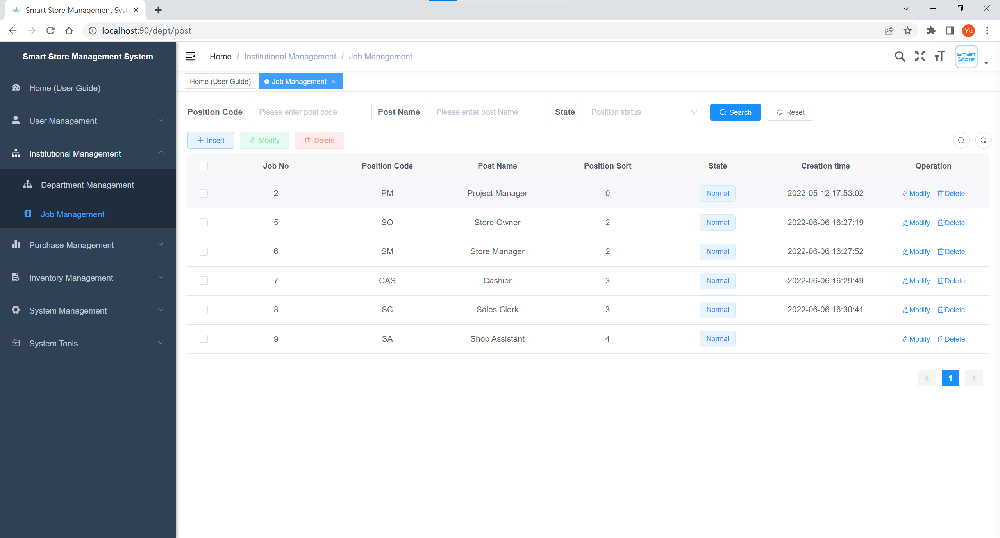 Smart Store Management Syst
localhost:90/dept/post
Yu
Smart Store Management System
Home / Institutional Management / Job Management
Smart
Store
Home (User Guide)
Job Management ×
Home (User Guide)
User Management
Institutional Management
Department Management
Job Management
Purchase Management
Inventory Management
System Management
System Tools
Position Code Please enter post code Post Name Please enter post Name State Position status Search Reset
Insert Modify Delete
Job No Position Code Post Name Position Sort State Creation time Operation
2 PM Project Manager 0 Normal 2022-05-12 17:53:02 Modify Delete
5 SO Store Owner 2 Normal 2022-06-06 16:27:19 Modify Delete
6 SM Store Manager 2 Normal 2022-06-06 16:27:52 Modify Delete
7 CAS Cashier 3 Normal 2022-06-06 16:29:49 Modify Delete
8 SC Sales Clerk 3 Normal 2022-06-06 16:30:41 Modify Delete
9 SA Shop Assistant 4 Normal Modify Delete
1